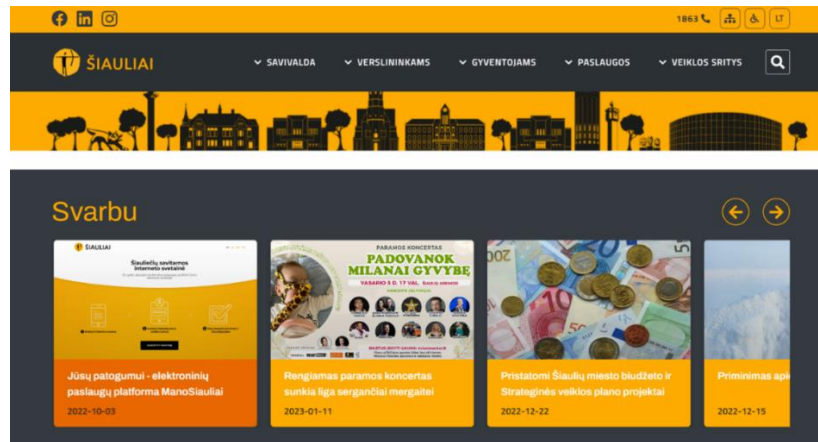 1863
LT
ŠIAULIAI
SAVIVALDA
VERSLININKAMS
GYVENTOJAMS
PASLAUGOS
VEIKLOS SRITYS
Svarbu
ŠIAULIAI
Šiauliečių savitarnos
interneto svetainė
PARAMOS KONCERTAS
PADOVANOK
MILANAI GYVYBĘ
VASARIO 5 D. 17 VAL.
Jūsų patogumui - elektroninių
paslaugų platforma ManoSiauliai
2022-10-03
Rengiamas paramos koncertas
sunkia liga sergančiai mergaitei
2023-01-11
Pristatomi Šiaulių miesto biudžeto ir
Strateginės veiklos plano projektai
2022-12-22
Priminimas apie
2022-12-15